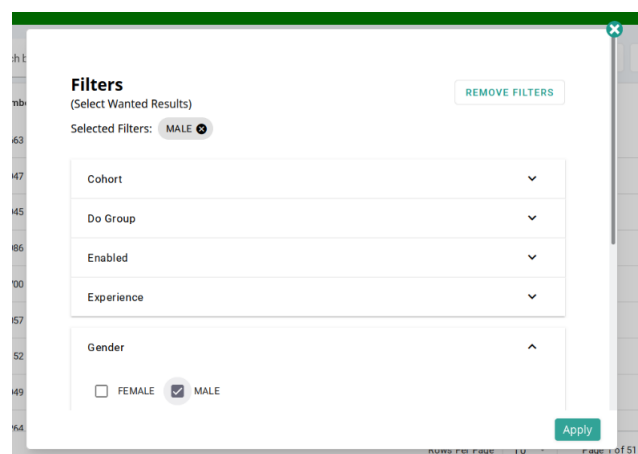 Filters
(Select Wanted Results)
REMOVE FILTERS
Selected Filters: MALE
Cohort
Do Group
Enabled
Experience
Gender
FEMALE MALE
Apply
Rows Per Page 10 Page 1 of 51